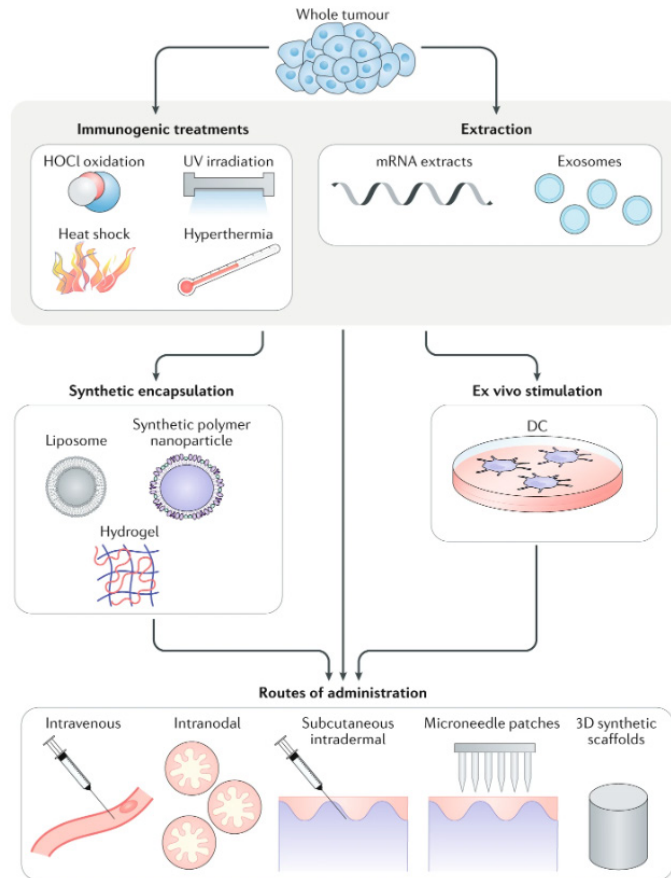 Whole tumour
Immunogenic treatments
Extraction
HOCl oxidation
UV irradiation
mRNA extracts
Exosomes
Heat shock
Hyperthermia
Synthetic encapsulation
Ex vivo stimulation
Liposome
Synthetic polymer
nanoparticle
DC
Hydrogel
Routes of administration
Intravenous
Intranodal
Subcutaneous
intradermal
Microneedle patches
3D synthetic
scaffolds